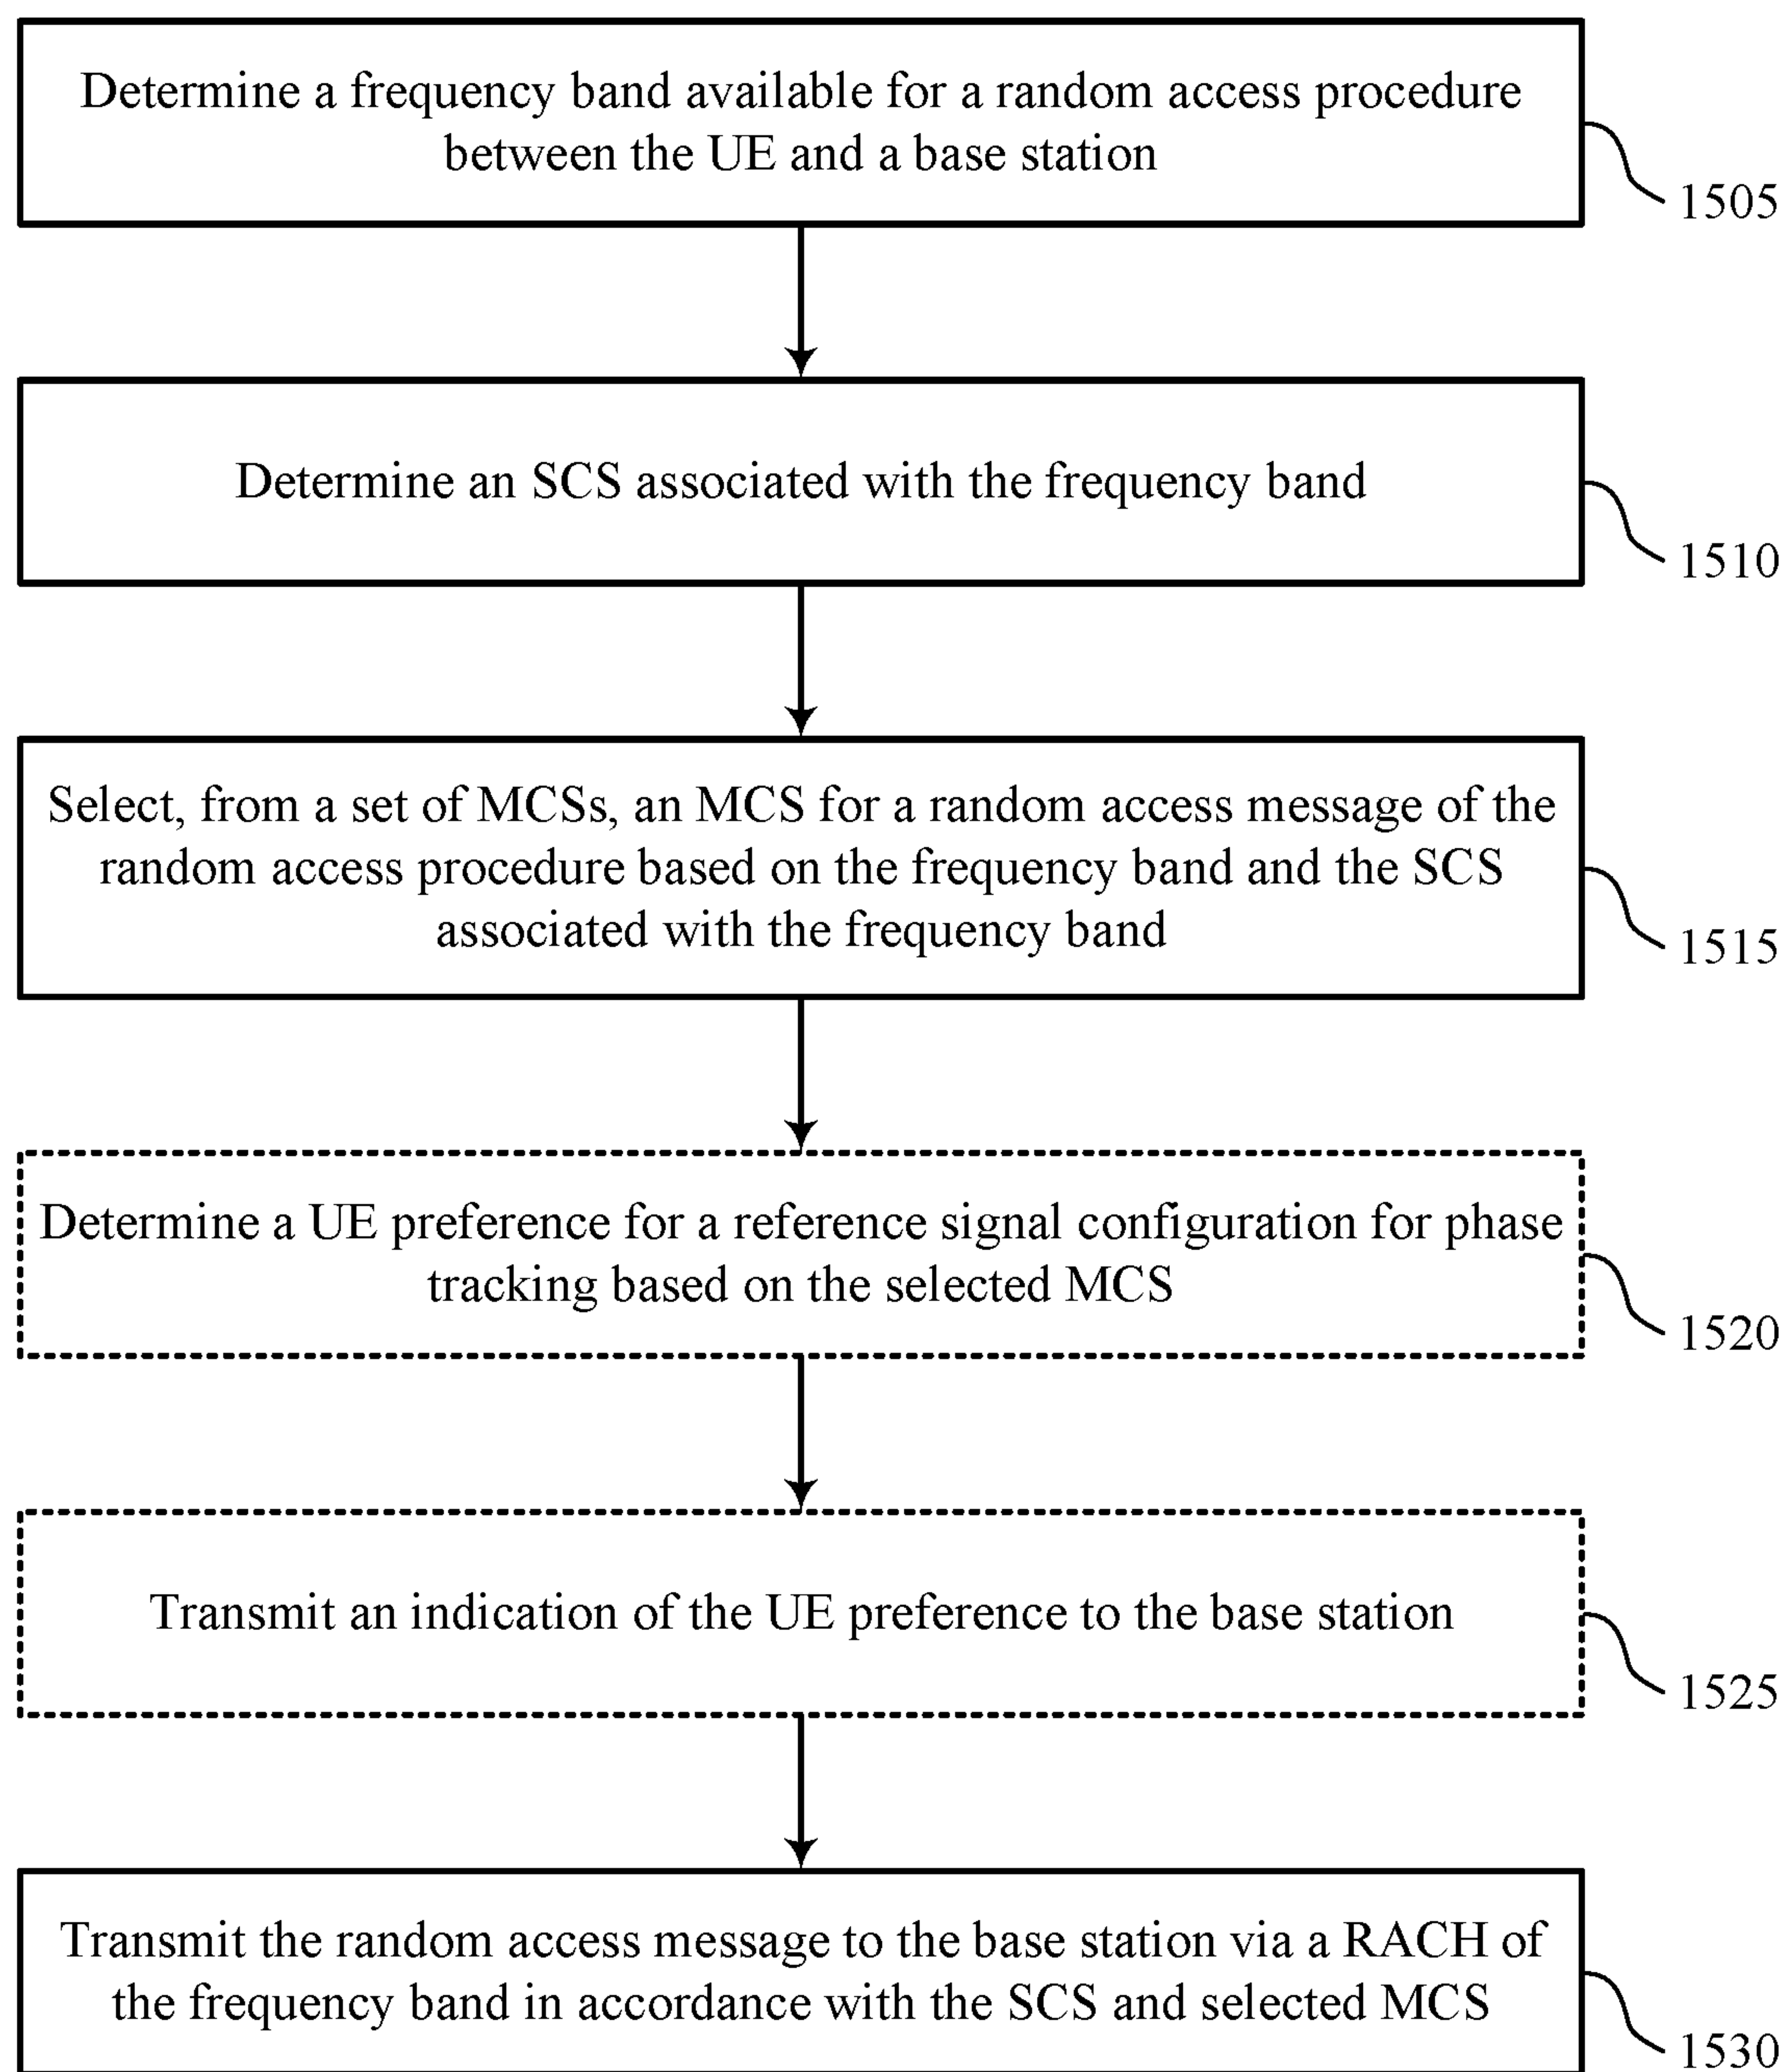 Determine a frequency band available for a random access procedure
between the UE and a base station
1505
Determine an SCS associated with the frequency band
1510
Select, from a set of MCSs, an MCS for a random access message of the
random access procedure based on the frequency band and the SCS
associated with the frequency band
1515
Determine a UE preference for a reference signal configuration for phase
tracking based on the selected MCS
1520
Transmit an indication of the UE preference to the base station
1525
Transmit the random access message to the base station via a RACH of
the frequency band in accordance with the SCS and selected MCS
1530